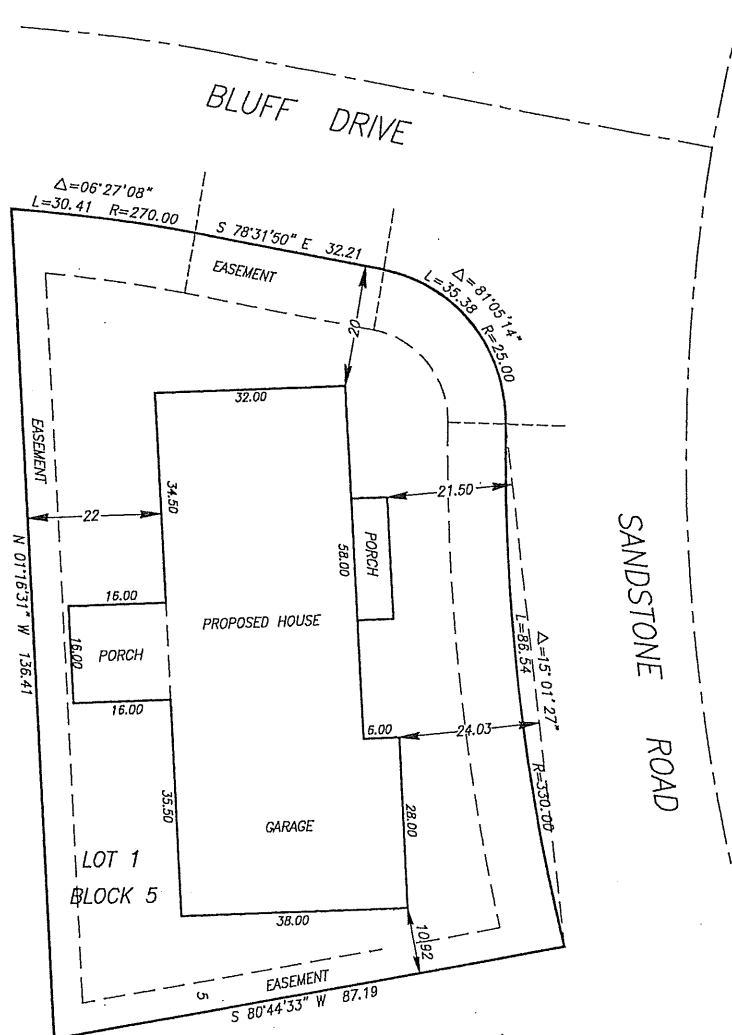 BLUFF DRIVE
Δ=06°27'08"
L=30.41 R=270.00
S 78°31'50" E 32.21
EASEMENT
Δ=81°05'14"
L=35.38 R=25.00
20
32.00
EASEMENT
34.50
22
21.50
PORCH
58.00
SANDSTONE ROAD
N 01°16'31" W 136.41
16.00
16.00
PORCH
16.00
PROPOSED HOUSE
Δ=15°01'27"
L=86.54
R=330.00
6.00
24.03
35.50
GARAGE
28.00
LOT 1
BLOCK 5
38.00
10.92
EASEMENT
5
S 80°44'33" W 87.19